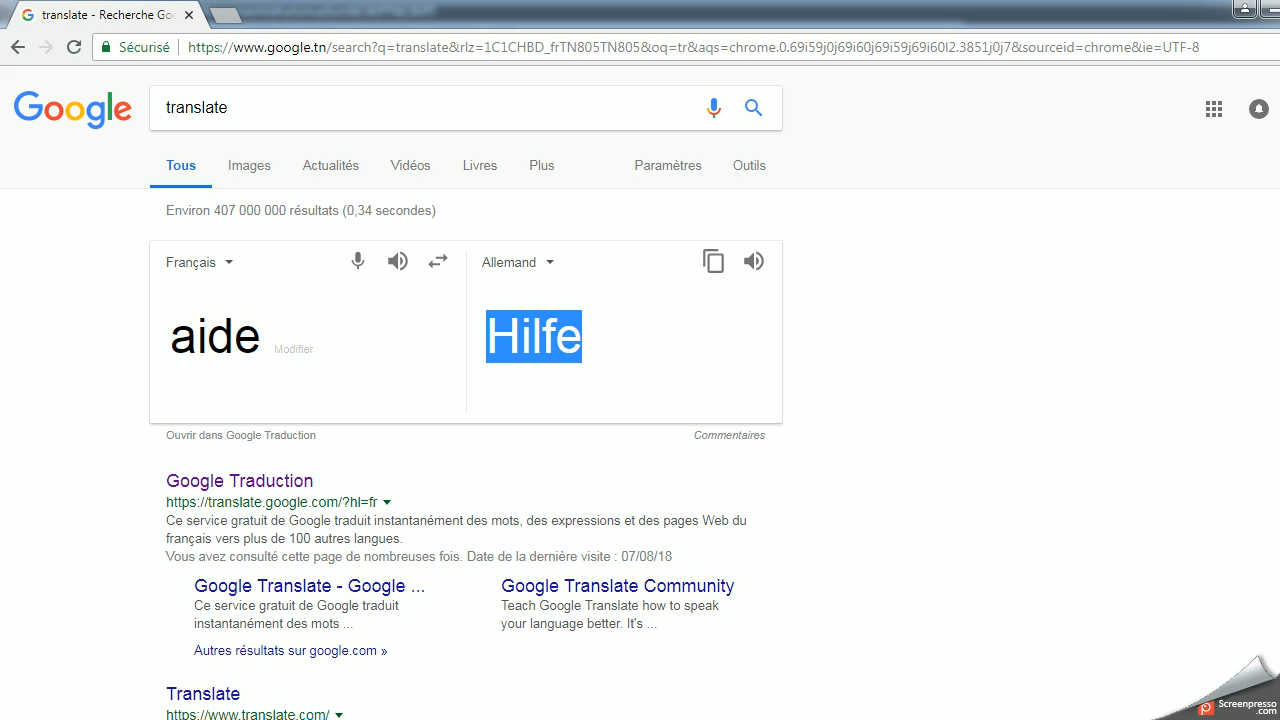 translate - Recherche Goo
Sécurisé
https://www.google.tn/search?q=translate&rlz=1C1CHBD_frTN805TN805&oq=tr&aqs=chrome.0.69i59j0j69i60j69i59j69i60l2.3851j0j7&sourceid=chrome&ie=UTF-8
Google
translate
Tous Images Actualités Vidéos Livres Plus Paramètres Outils
Environ 407 000 000 résultats (0,34 secondes)
Français Allemand
aide Modifier Hilfe
Ouvrir dans Google Traduction Commentaires
Google Traduction
https://translate.google.com/?hl=fr
Ce service gratuit de Google traduit instantanément des mots, des expressions et des pages Web du
français vers plus de 100 autres langues.
Vous avez consulté cette page de nombreuses fois. Date de la dernière visite : 07/08/18
Google Translate - Google ... Google Translate Community
Ce service gratuit de Google traduit Teach Google Translate how to speak
instantanément des mots ... your language better. It's ...
Autres résultats sur google.com »
Translate
https://www.translate.com/
Screenpresso
.com